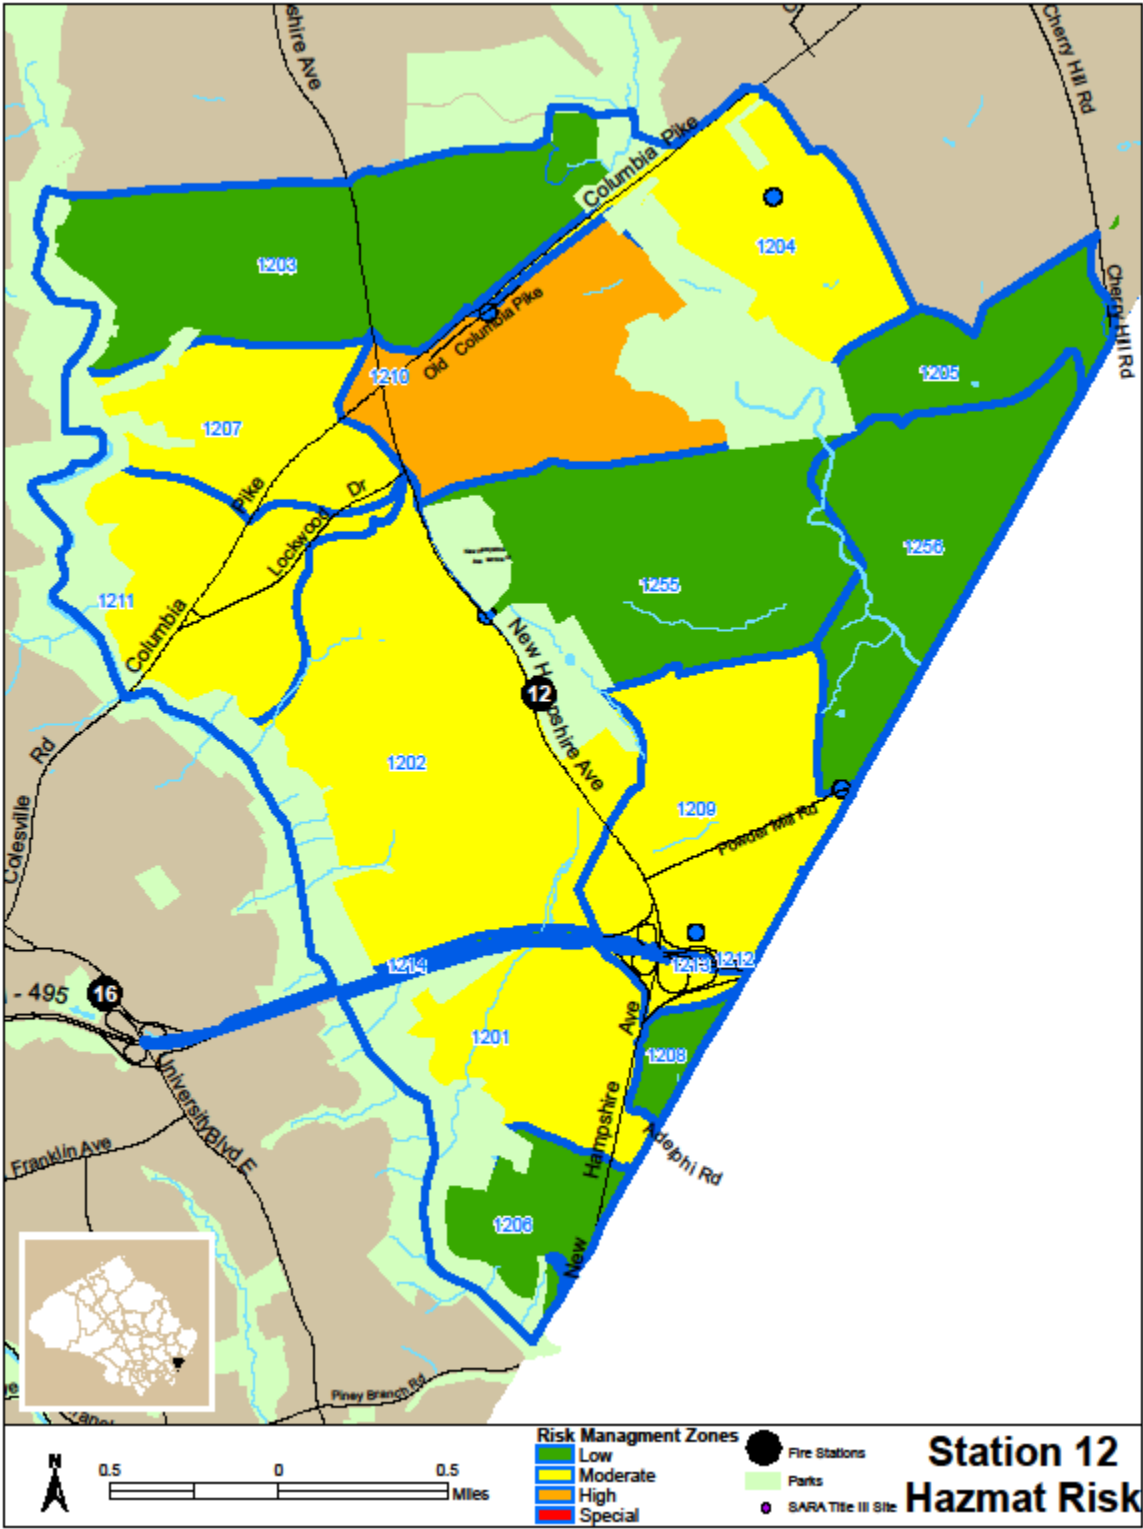 shire Ave
Cherry Hill Rd
Columbia Pike
1204
1203
Cherry Hill Rd
Old Columbia Pike
1210
1205
1207
Pike
Lockwood Dr
1256
1255
1211
Columbia
New Hampshire Ave
12
Rd
1202
1209
Powder Mill Rd
Colesville
1214
1213
1212
- 495
16
1201
Ave
1208
University Blvd E
Hampshire
Adelphi Rd
Franklin Ave
1206
New
Piney Branch Rd
N
0.5
0
0.5
Miles
Risk Managment Zones
Low
Moderate
High
Special
Fire Stations
Parks
SARA Title III Site
Station 12
Hazmat Risk